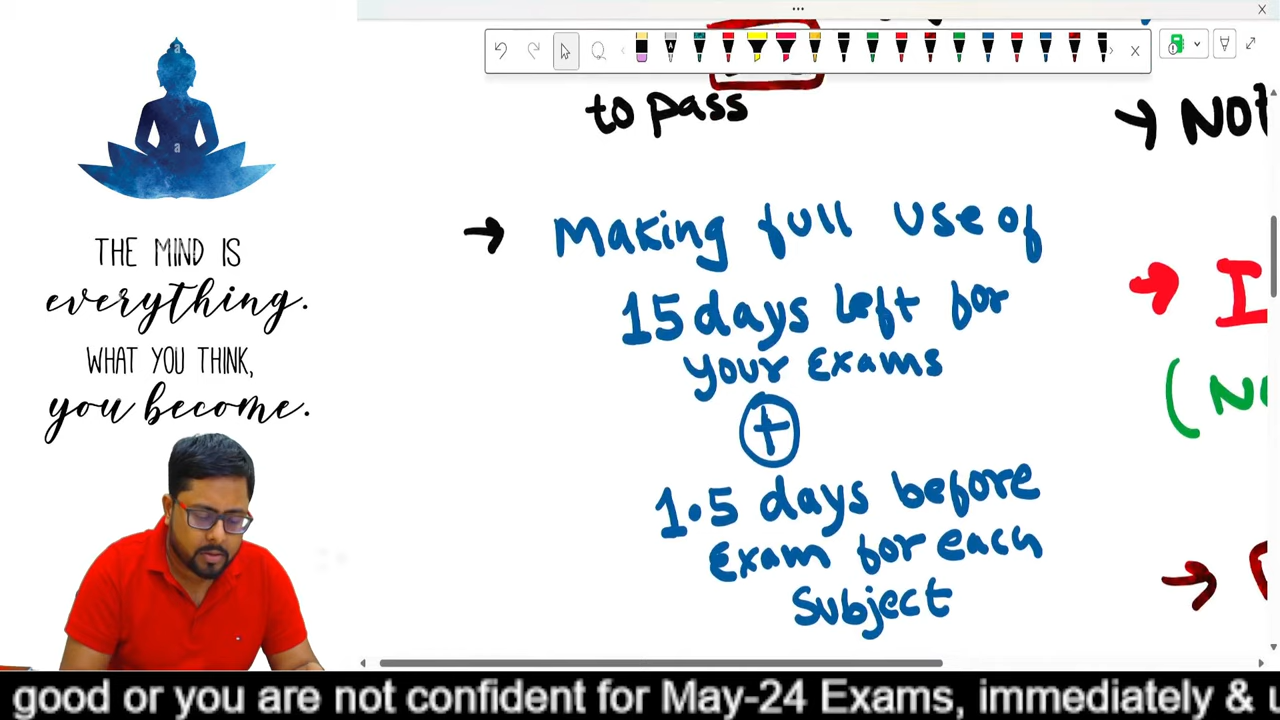 a
a
THE MIND IS
everything.
WHAT YOU THINK,
you become.
to pass
Making full use of
15 days left for
your Exams
+
1.5 days before
Exam for each
Subject
NOT
I
(
good or you are not confident for May-24 Exams, immediately &